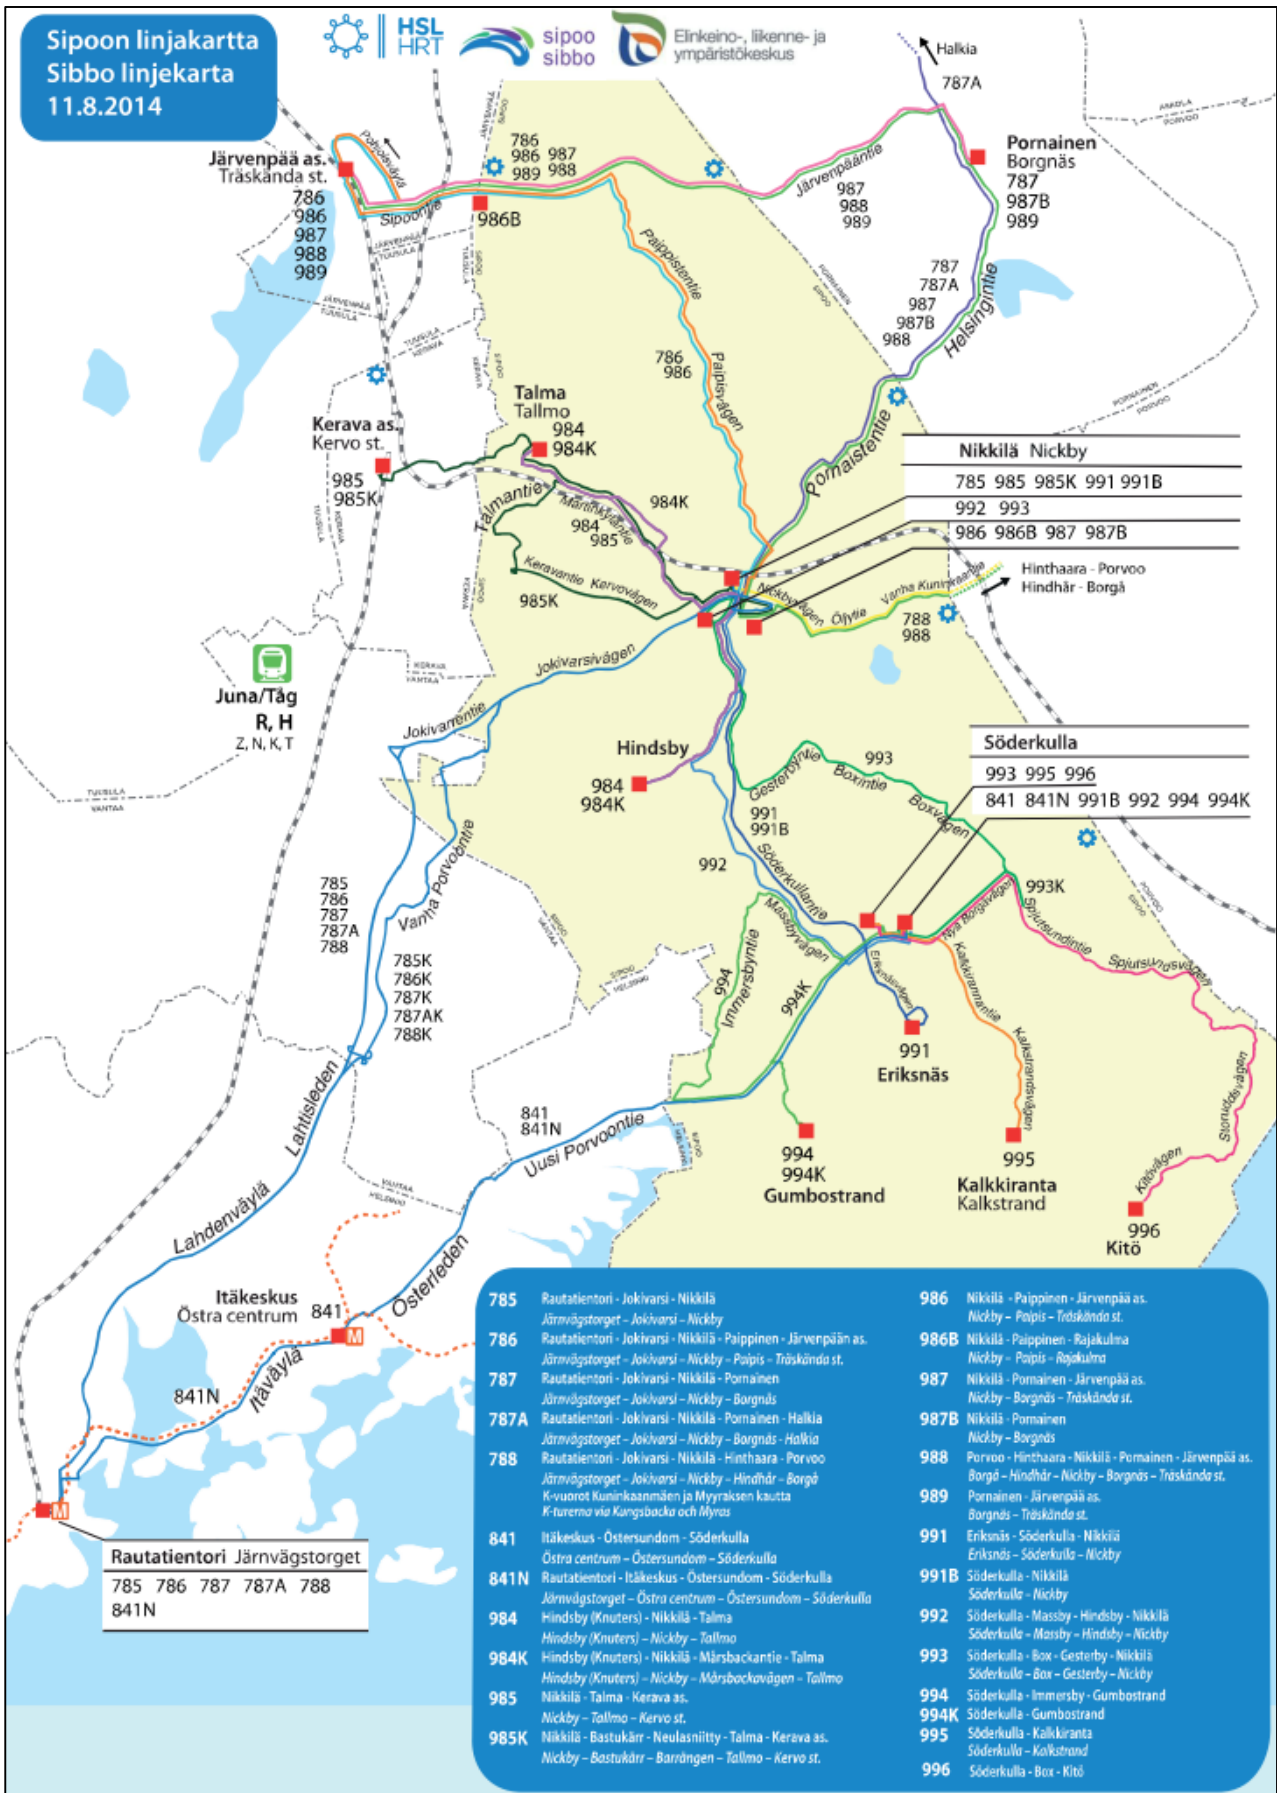 Sipoon linjakartta
Sibbo linjekarta
11.8.2014
HSL
HRT
sipoo
sibbo
Elinkeino-, liikenne- ja
ympäristökeskus
Halkia
787A
Pornainen
Borgnäs
787
987B
989
Järvenpää as.
Träskända st.
786
986
987
988
989
Pohjoisväylä
Sipoontie
786
986 987
989 988
986B
Järvenpääntie
987
988
989
787
787A
987
987B
988
Helsingintie
Pornaistentie
Paippistentie
Paipisvägen
786
986
Talma
Tallmo
984
984K
Kerava as.
Kervo st.
985
985K
Talmantie
Martinkyläntie
984
985
984K
Keravantie Kervovägen
985K
Nikkilä Nickby
785 985 985K 991 991B
992 993
986 986B 987 987B
Hinthaara - Porvoo
Hindhår - Borgå
Nickbyvägen
Öljytie
Vanha Kuninkaantie
788
988
Jokivarsivägen
Jokivarrentie
Juna/Tåg
R, H
Z, N, K, T
Hindsby
984
984K
Gesterbyntie
Boxintie
Boxvägen
993
991
991B
992
Söderkulla
993 995 996
841 841N 991B 992 994 994K
Söderkullantie
Massbyvägen
Immersbyntie
994
994K
Eriksnäsvägen
Nya Borgåvägen
993K
Spjutsundintie
Spjutsundsvägen
Storuddsvägen
Kitövägen
Kalkkirannantie
Kalkstrandsvägen
991
Eriksnäs
994
994K
Gumbostrand
995
Kalkkiranta
Kalkstrand
996
Kitö
Vanha Porvoontie
785
786
787
787A
788
785K
786K
787K
787AK
788K
Lahtisleden
Lahdenväylä
841
841N
Uusi Porvoontie
Österleden
Itäkeskus
Östra centrum
841
M
841N
Itäväylä
M
Rautatientori Järnvägstorget
785 786 787 787A 788
841N
785 Rautatientori - Jokivarsi - Nikkilä
Järnvägstorget – Jokivarsi – Nickby
786 Rautatientori - Jokivarsi - Nikkilä - Paippinen - Järvenpään as.
Järnvägstorget – Jokivarsi – Nickby – Paipis – Träskända st.
787 Rautatientori - Jokivarsi - Nikkilä - Pornainen
Järnvägstorget – Jokivarsi – Nickby – Borgnäs
787A Rautatientori - Jokivarsi - Nikkilä - Pornainen - Halkia
Järnvägstorget – Jokivarsi – Nickby – Borgnäs - Halkia
788 Rautatientori - Jokivarsi - Nikkilä - Hinthaara - Porvoo
Järnvägstorget – Jokivarsi – Nickby – Hindhår – Borgå
K-vuorot Kuninkaanmäen ja Myyraksen kautta
K-turerna via Kungsbacka och Myras
841 Itäkeskus - Östersundom - Söderkulla
Östra centrum – Östersundom – Söderkulla
841N Rautatientori - Itäkeskus - Östersundom - Söderkulla
Järnvägstorget – Östra centrum – Östersundom – Söderkulla
984 Hindsby (Knuters) - Nikkilä - Talma
Hindsby (Knuters) – Nickby – Tallmo
984K Hindsby (Knuters) - Nikkilä - Mårsbackantie - Talma
Hindsby (Knuters) – Nickby – Mårsbackavägen – Tallmo
985 Nikkilä - Talma - Kerava as.
Nickby – Tallmo – Kervo st.
985K Nikkilä - Bastukärr - Neulasniitty - Talma - Kerava as.
Nickby – Bastukärr – Barrängen – Tallmo – Kervo st.
986 Nikkilä - Paippinen - Järvenpää as.
Nickby – Paipis – Träskända st.
986B Nikkilä - Paippinen - Rajakulma
Nickby – Paipis – Rajakulma
987 Nikkilä - Pornainen - Järvenpää as.
Nickby – Borgnäs – Träskända st.
987B Nikkilä - Pornainen
Nickby – Borgnäs
988 Porvoo - Hinthaara - Nikkilä - Pornainen - Järvenpää as.
Borgå – Hindhår – Nickby – Borgnäs – Träskända st.
989 Pornainen - Järvenpää as.
Borgnäs – Träskända st.
991 Eriksnäs - Söderkulla - Nikkilä
Eriksnäs – Söderkulla – Nickby
991B Söderkulla - Nikkilä
Söderkulla – Nickby
992 Söderkulla - Massby - Hindsby - Nikkilä
Söderkulla – Massby – Hindsby – Nickby
993 Söderkulla - Box - Gesterby - Nikkilä
Söderkulla – Box – Gesterby – Nickby
994 Söderkulla - Immersby - Gumbostrand
994K Söderkulla - Gumbostrand
995 Söderkulla - Kalkkiranta
Söderkulla – Kalkstrand
996 Söderkulla - Box - Kitö